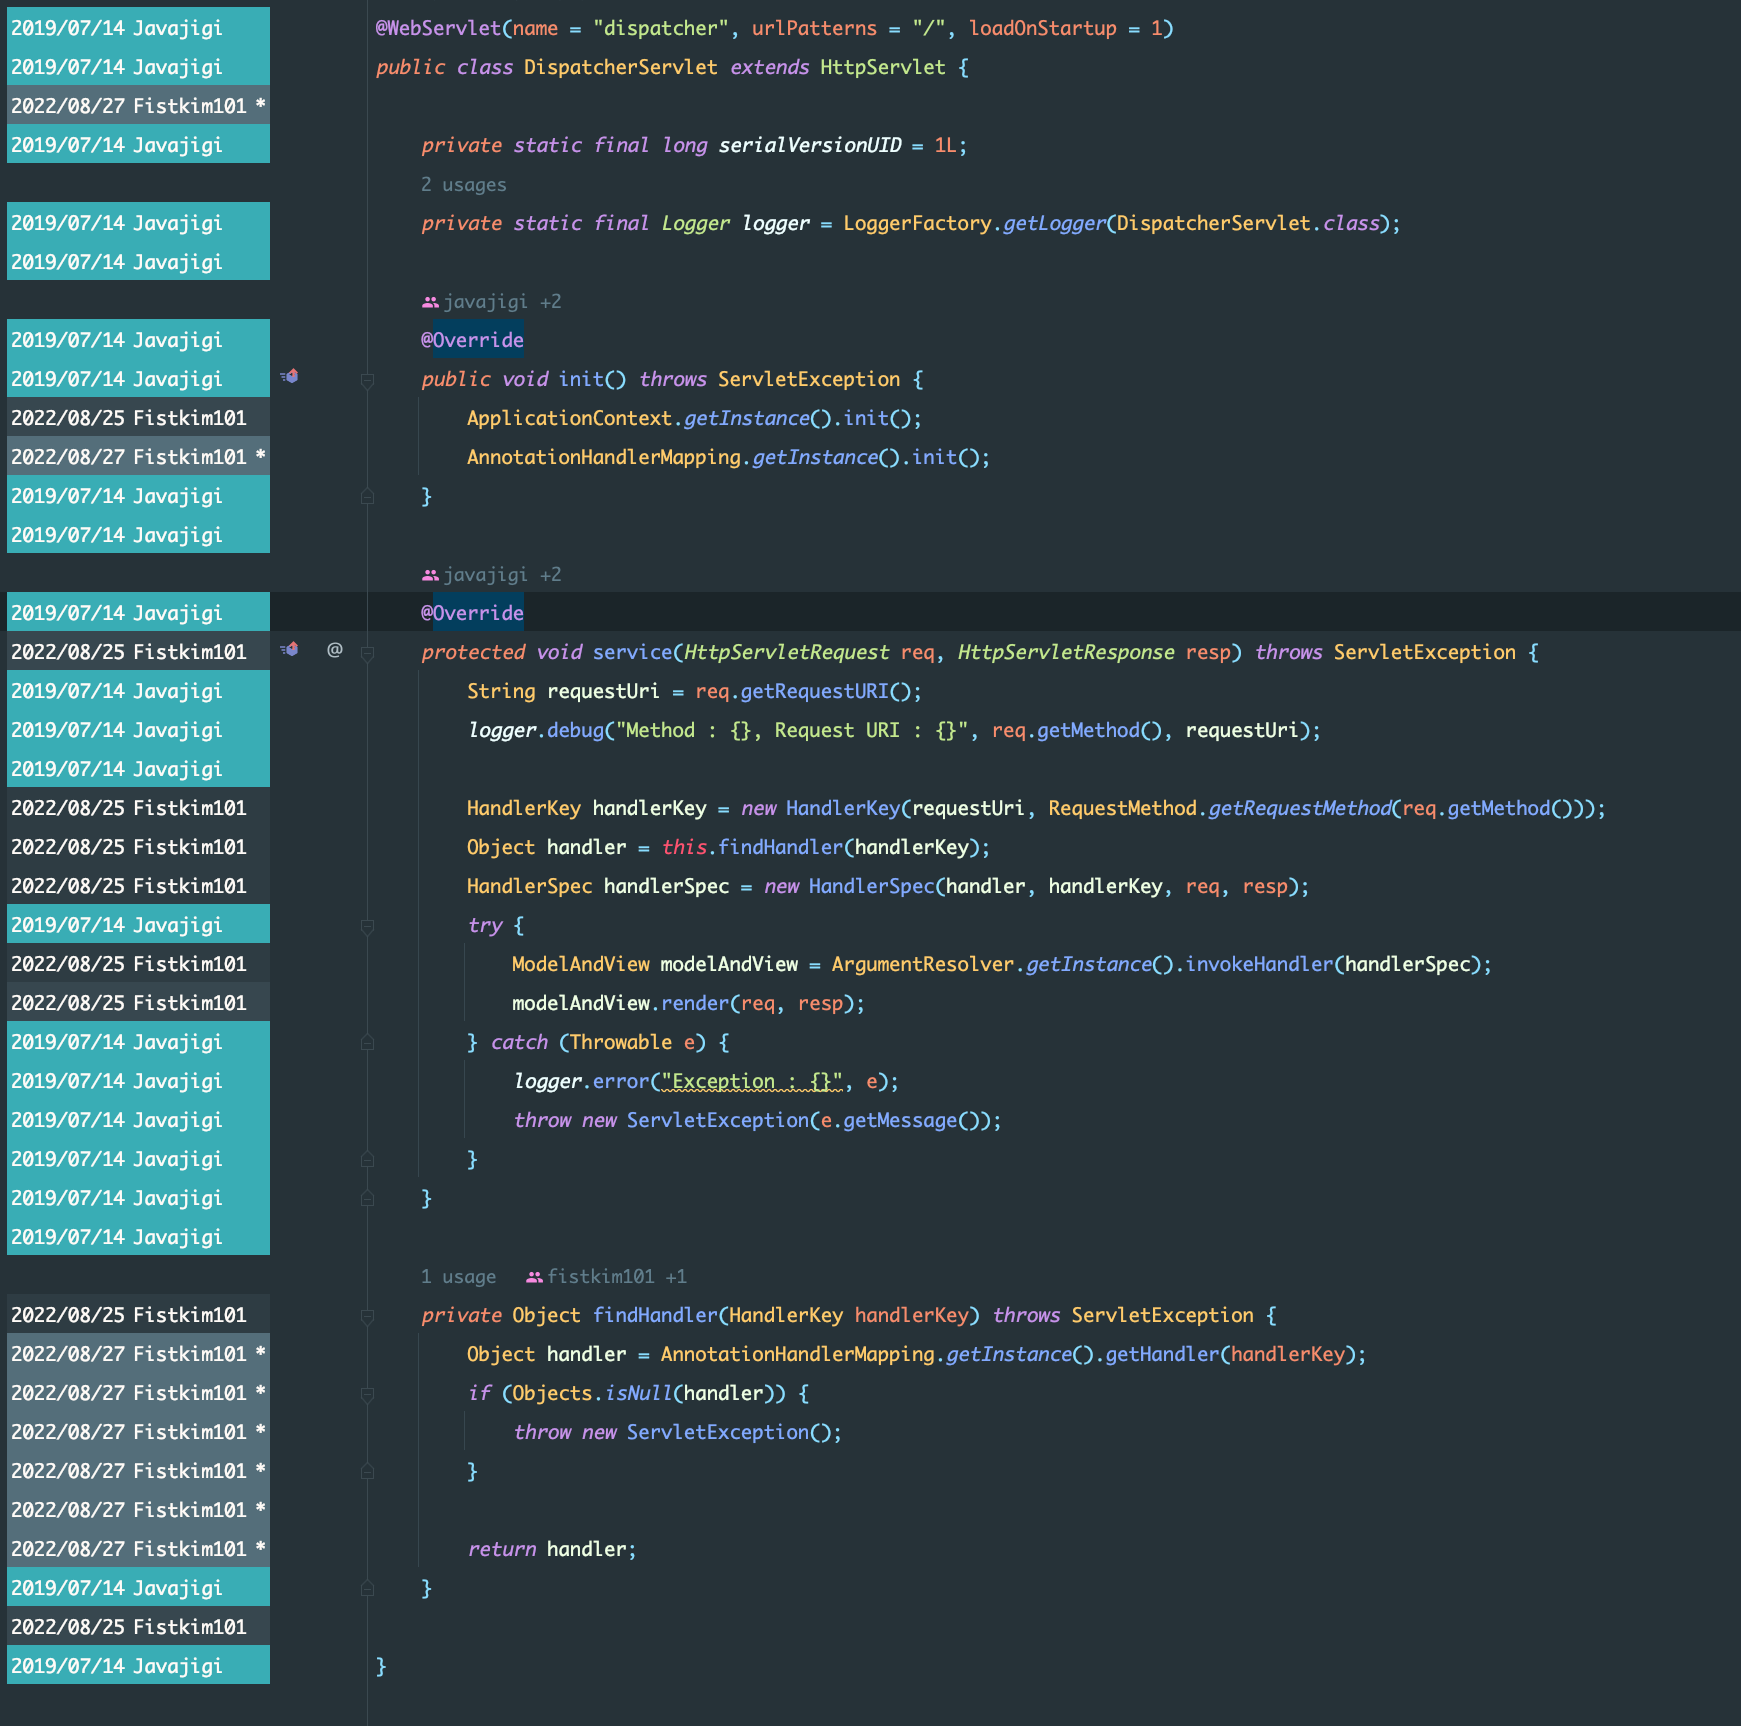 2019/07/14 Javajigi @WebServlet(name = "dispatcher", urlPatterns = "/", loadOnStartup = 1)
2019/07/14 Javajigi public class DispatcherServlet extends HttpServlet {
2022/08/27 Fistkim101 *
2019/07/14 Javajigi private static final long serialVersionUID = 1L;
2 usages
2019/07/14 Javajigi private static final Logger logger = LoggerFactory.getLogger(DispatcherServlet.class);
2019/07/14 Javajigi
javajigi +2
2019/07/14 Javajigi @Override
2019/07/14 Javajigi public void init() throws ServletException {
2022/08/25 Fistkim101 ApplicationContext.getInstance().init();
2022/08/27 Fistkim101 * AnnotationHandlerMapping.getInstance().init();
2019/07/14 Javajigi }
2019/07/14 Javajigi
javajigi +2
2019/07/14 Javajigi @Override
2022/08/25 Fistkim101 @ protected void service(HttpServletRequest req, HttpServletResponse resp) throws ServletException {
2019/07/14 Javajigi String requestUri = req.getRequestURI();
2019/07/14 Javajigi logger.debug("Method : {}, Request URI : {}", req.getMethod(), requestUri);
2019/07/14 Javajigi
2022/08/25 Fistkim101 HandlerKey handlerKey = new HandlerKey(requestUri, RequestMethod.getRequestMethod(req.getMethod()));
2022/08/25 Fistkim101 Object handler = this.findHandler(handlerKey);
2022/08/25 Fistkim101 HandlerSpec handlerSpec = new HandlerSpec(handler, handlerKey, req, resp);
2019/07/14 Javajigi try {
2022/08/25 Fistkim101 ModelAndView modelAndView = ArgumentResolver.getInstance().invokeHandler(handlerSpec);
2022/08/25 Fistkim101 modelAndView.render(req, resp);
2019/07/14 Javajigi } catch (Throwable e) {
2019/07/14 Javajigi logger.error("Exception : {}", e);
2019/07/14 Javajigi throw new ServletException(e.getMessage());
2019/07/14 Javajigi }
2019/07/14 Javajigi }
2019/07/14 Javajigi
1 usage fistkim101 +1
2022/08/25 Fistkim101 private Object findHandler(HandlerKey handlerKey) throws ServletException {
2022/08/27 Fistkim101 * Object handler = AnnotationHandlerMapping.getInstance().getHandler(handlerKey);
2022/08/27 Fistkim101 * if (Objects.isNull(handler)) {
2022/08/27 Fistkim101 * throw new ServletException();
2022/08/27 Fistkim101 * }
2022/08/27 Fistkim101 *
2022/08/27 Fistkim101 * return handler;
2019/07/14 Javajigi }
2022/08/25 Fistkim101
2019/07/14 Javajigi }